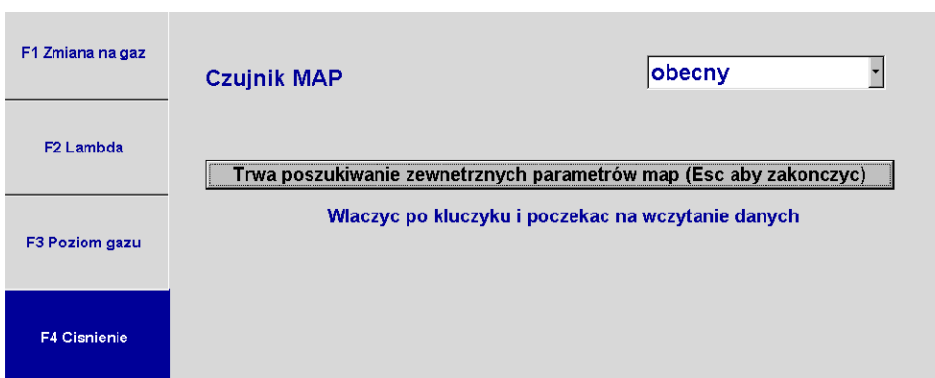 F1 Zmiana na gaz
Czujnik MAP
obecny
F2 Lambda
Trwa poszukiwanie zewnetrznych parametrów map (Esc aby zakonczyc)
Wlaczyc po kluczyku i poczekac na wczytanie danych
F3 Poziom gazu
F4 Cisnienie